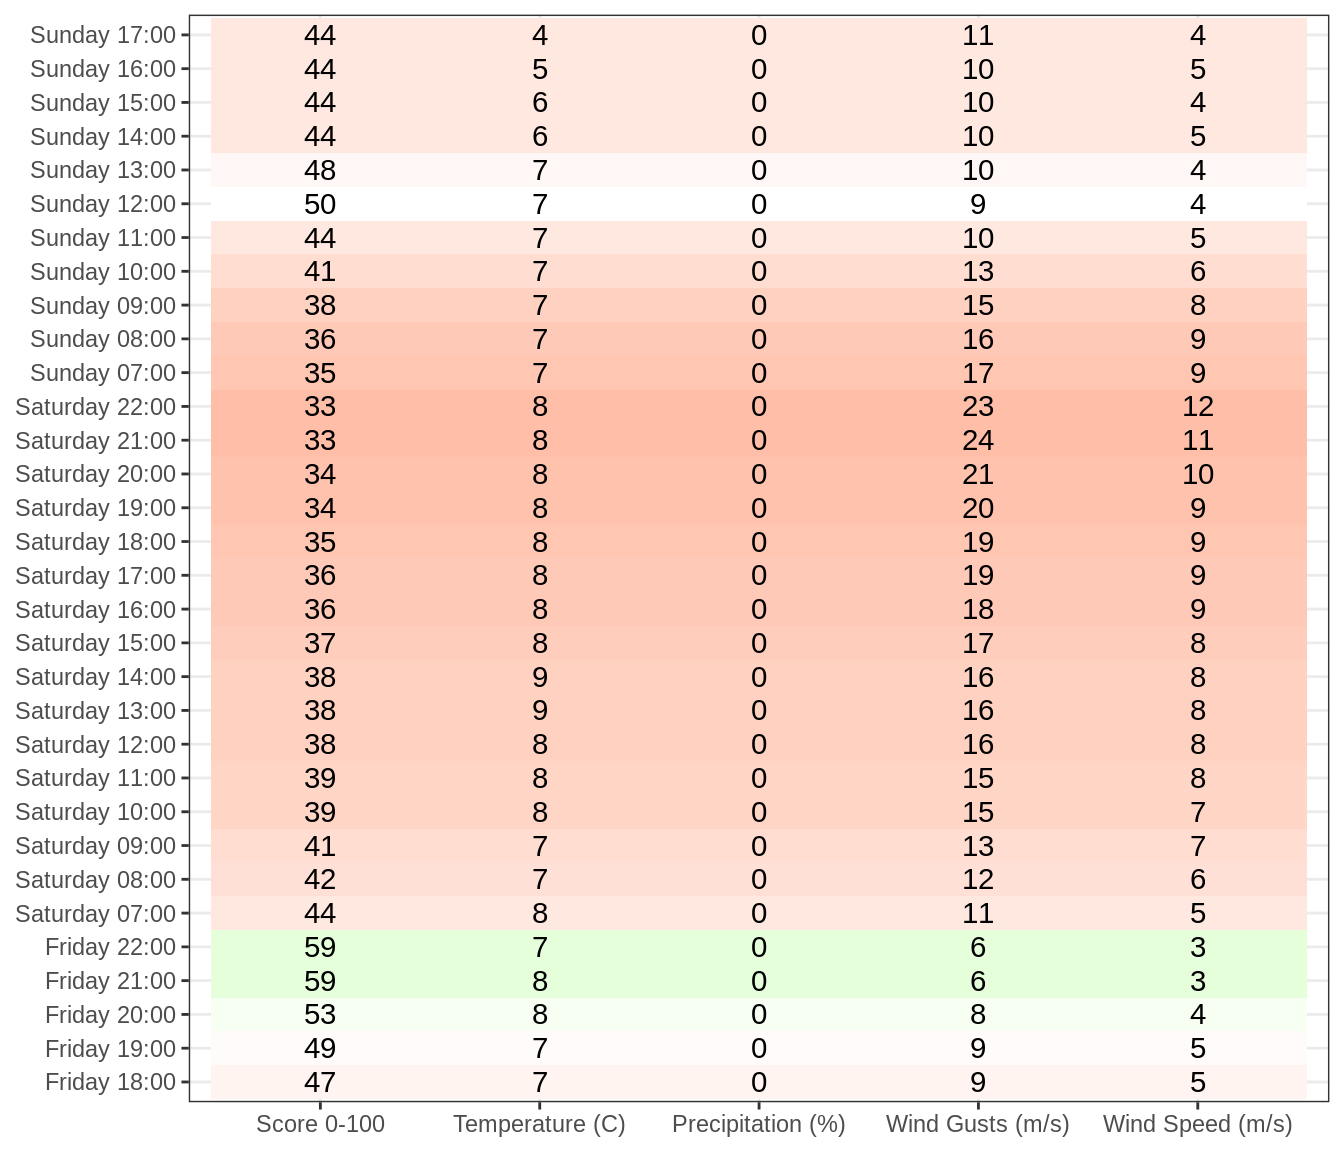 Sunday 17:00 44 4 0 11 4
Sunday 16:00 44 5 0 10 5
Sunday 15:00 44 6 0 10 4
Sunday 14:00 44 6 0 10 5
Sunday 13:00 48 7 0 10 4
Sunday 12:00 50 7 0 9 4
Sunday 11:00 44 7 0 10 5
Sunday 10:00 41 7 0 13 6
Sunday 09:00 38 7 0 15 8
Sunday 08:00 36 7 0 16 9
Sunday 07:00 35 7 0 17 9
Saturday 22:00 33 8 0 23 12
Saturday 21:00 33 8 0 24 11
Saturday 20:00 34 8 0 21 10
Saturday 19:00 34 8 0 20 9
Saturday 18:00 35 8 0 19 9
Saturday 17:00 36 8 0 19 9
Saturday 16:00 36 8 0 18 9
Saturday 15:00 37 8 0 17 8
Saturday 14:00 38 9 0 16 8
Saturday 13:00 38 9 0 16 8
Saturday 12:00 38 8 0 16 8
Saturday 11:00 39 8 0 15 8
Saturday 10:00 39 8 0 15 7
Saturday 09:00 41 7 0 13 7
Saturday 08:00 42 7 0 12 6
Saturday 07:00 44 8 0 11 5
Friday 22:00 59 7 0 6 3
Friday 21:00 59 8 0 6 3
Friday 20:00 53 8 0 8 4
Friday 19:00 49 7 0 9 5
Friday 18:00 47 7 0 9 5
Score 0-100 Temperature (C) Precipitation (%) Wind Gusts (m/s) Wind Speed (m/s)